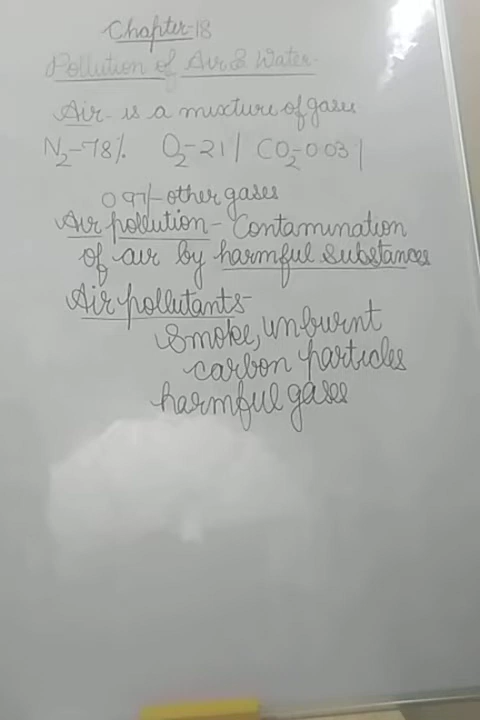 Chapter-18
Pollution of Air & Water-
Air- is a mixture of gases
N2-78% O2-21% CO2-0.03%
0.97%-other gases
Air pollution - Contamination
of air by harmful substances
Air pollutants-
Smoke, unburnt
carbon particles
harmful gases